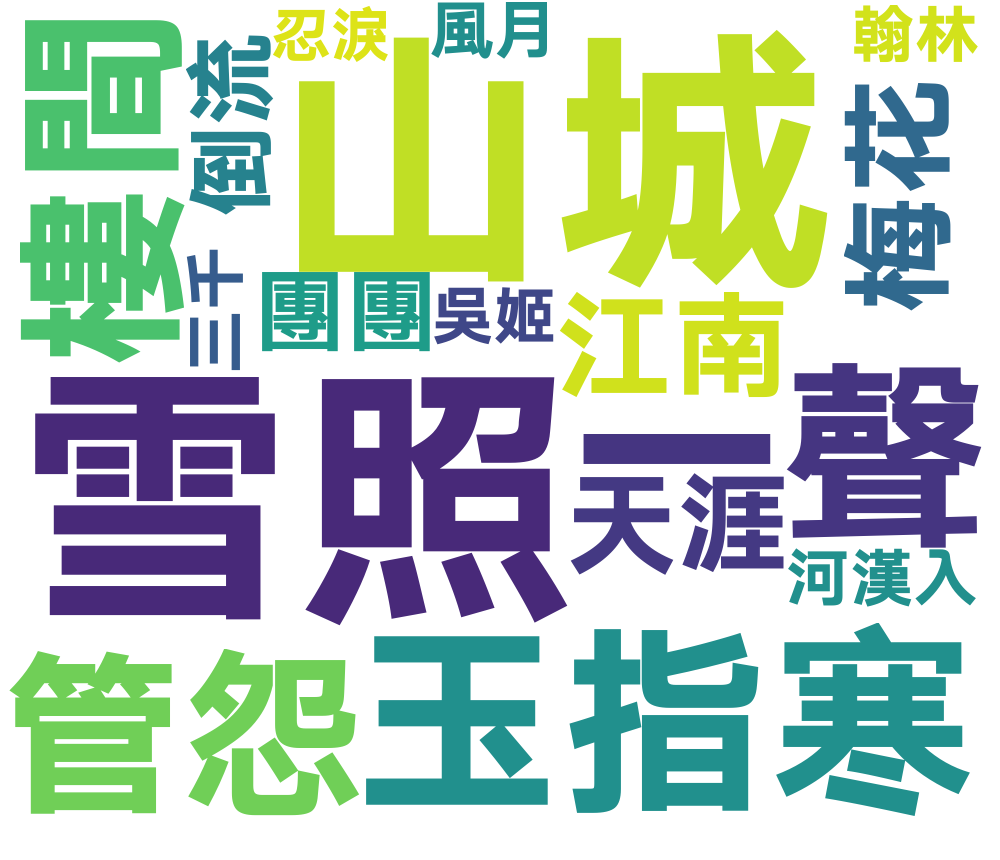 忍淚
風月
翰林
山城
樓間
倒流
梅花
三千
團團
吳姬
江南
雪照
一聲
天涯
河漢入
管怨
玉指寒